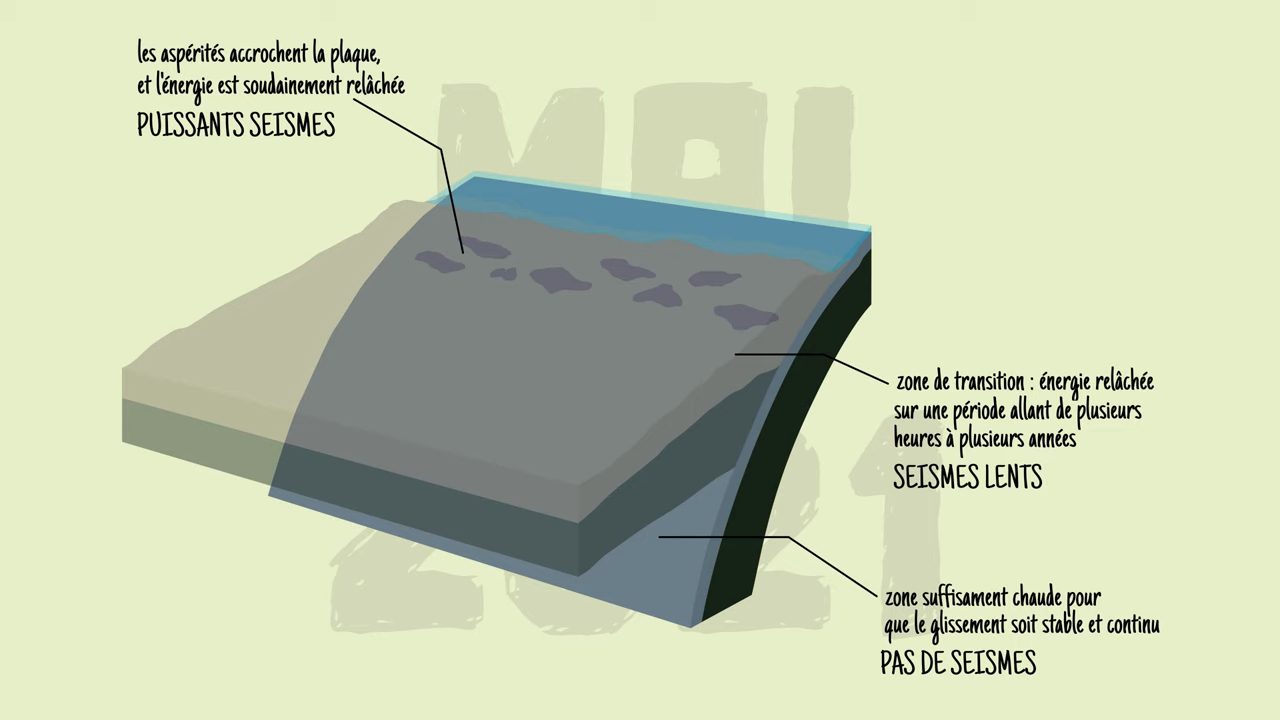 les aspérités accrochent la plaque,
et l'énergie est soudainement relâchée
PUISSANTS SEISMES
MAI
2021
zone de transition : énergie relâchée
sur une période allant de plusieurs
heures à plusieurs années
SEISMES LENTS
zone suffisament chaude pour
que le glissement soit stable et continu
PAS DE SEISMES